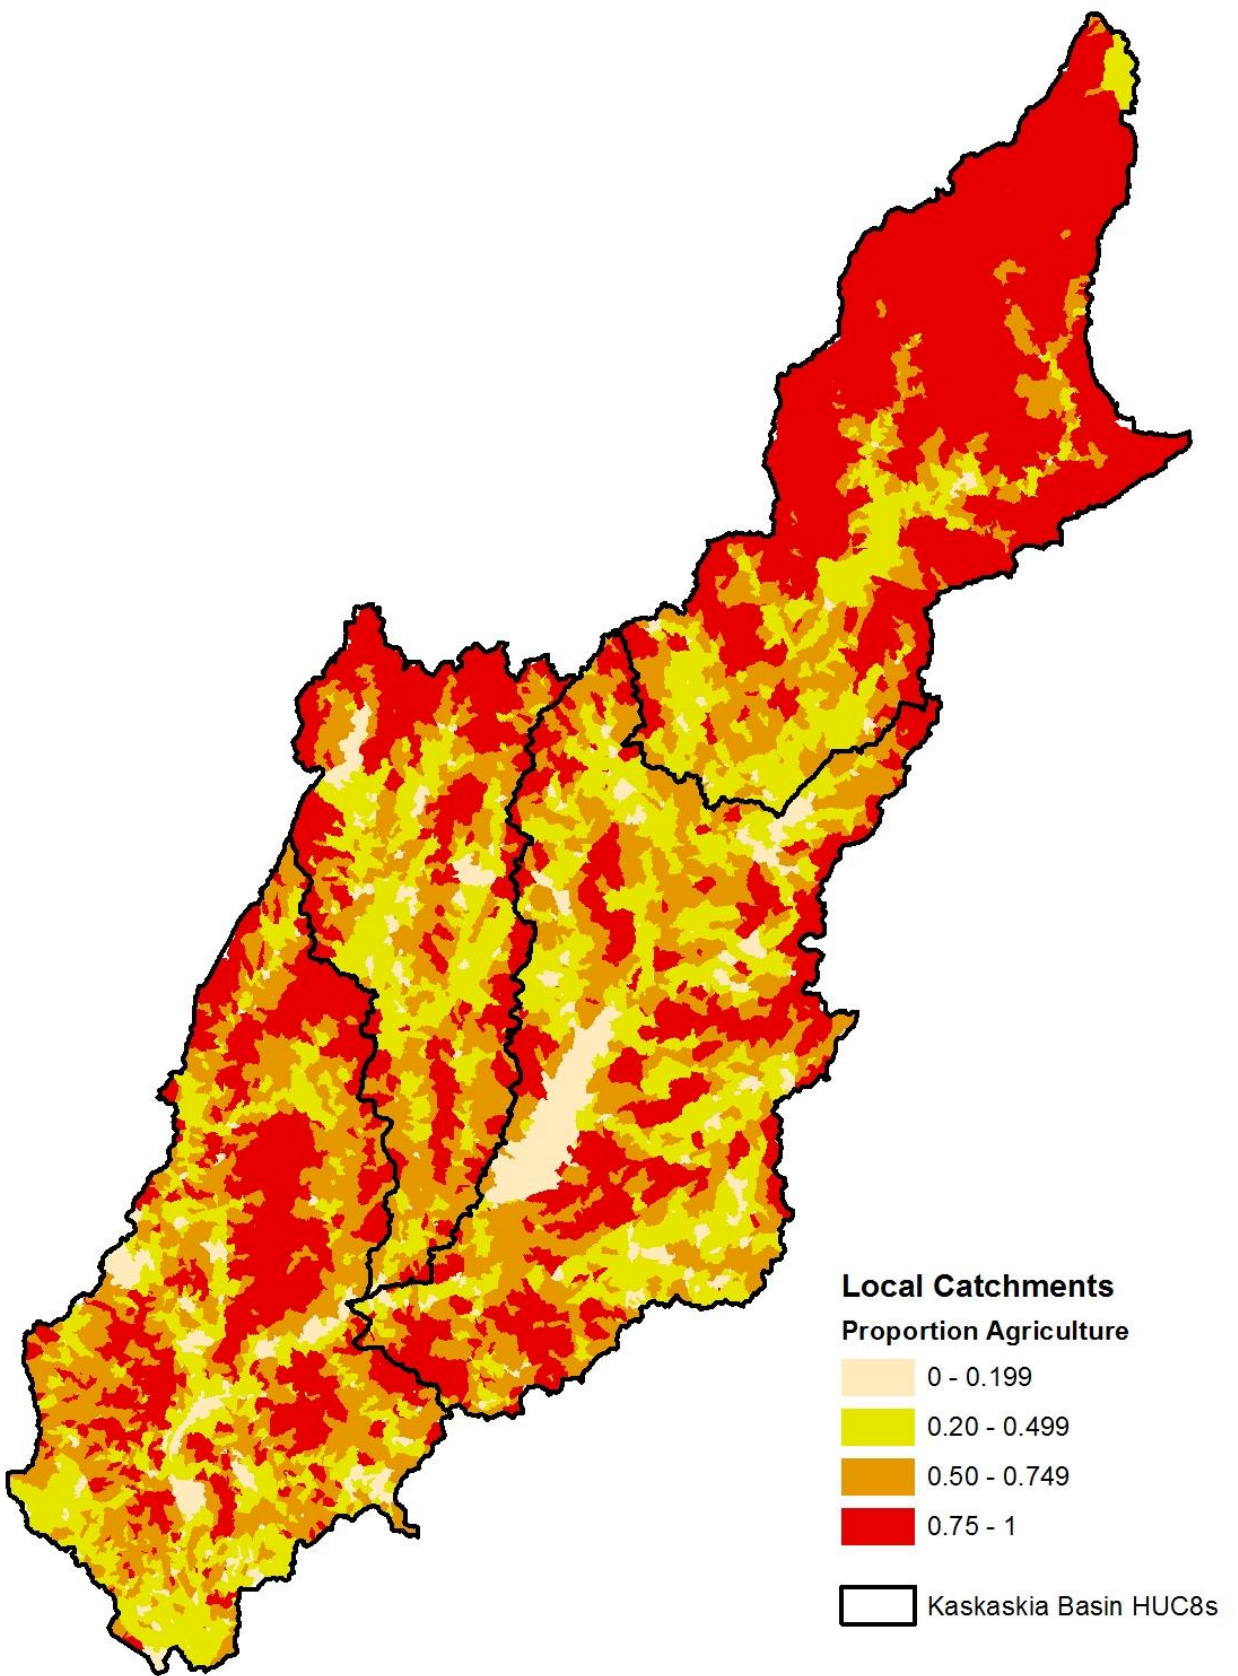 Local Catchments
Proportion Agriculture
0 - 0.199
0.20 - 0.499
0.50 - 0.749
0.75 - 1
Kaskaskia Basin HUC8s